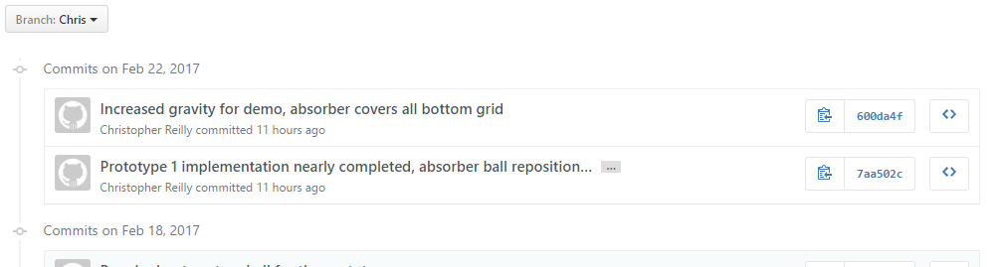 Branch: Chris
Commits on Feb 22, 2017
Increased gravity for demo, absorber covers all bottom grid
600da4f
Christopher Reilly committed 11 hours ago
Prototype 1 implementation nearly completed, absorber ball reposition... ...
7aa502c
Christopher Reilly committed 11 hours ago
Commits on Feb 18, 2017